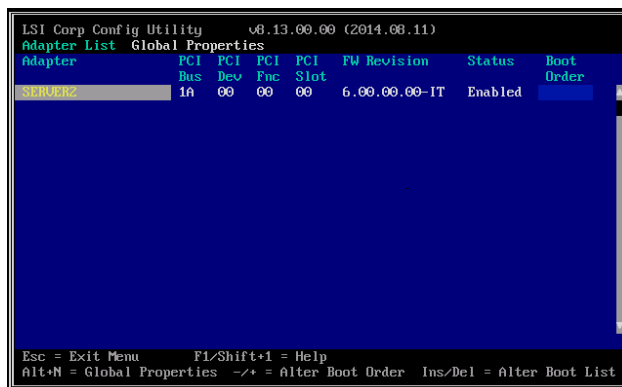 LSI Corp Config Utility v8.13.00.00 (2014.08.11)
Adapter List Global Properties
Adapter PCI PCI PCI PCI FW Revision Status Boot
Bus Dev Fnc Slot Order
SERVER2 1A 00 00 00 6.00.00.00-IT Enabled
Esc = Exit Menu F1/Shift+1 = Help
Alt+N = Global Properties -/+ = Alter Boot Order Ins/Del = Alter Boot List